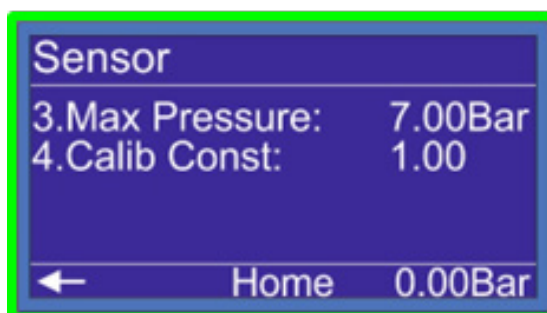 Sensor
3.Max Pressure: 7.00Bar
4.Calib Const: 1.00
← Home 0.00Bar